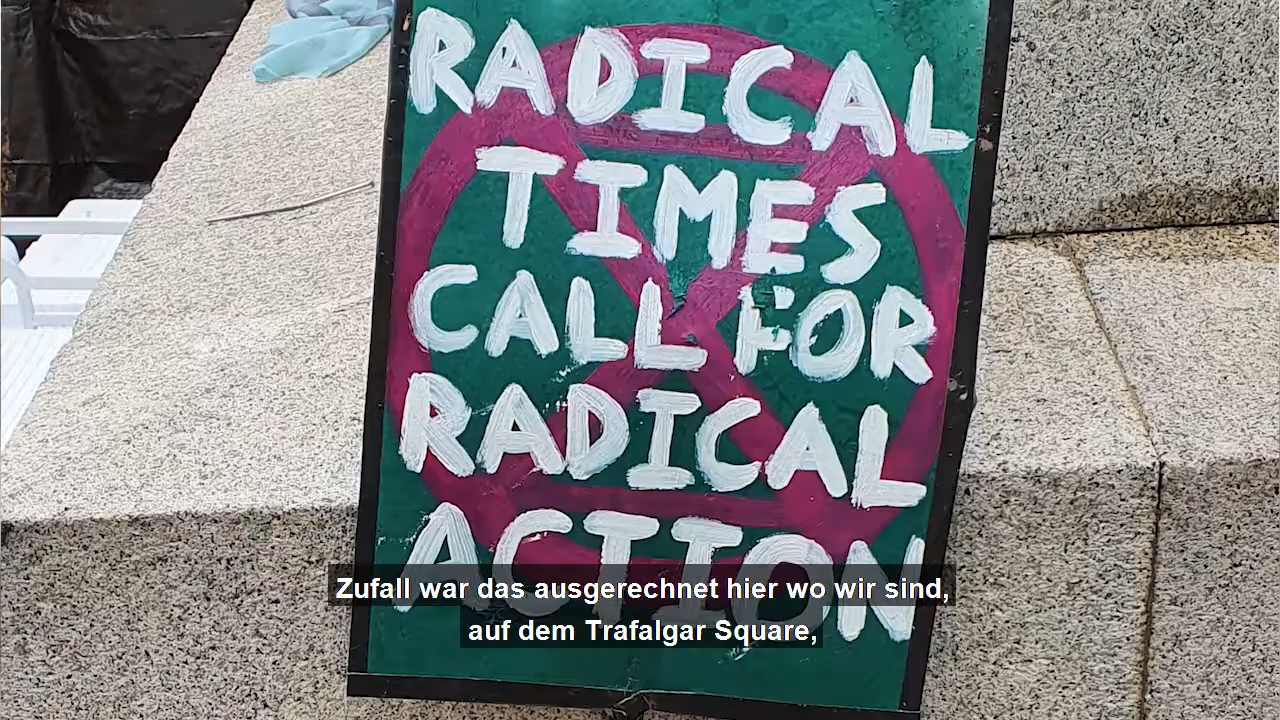 RADICAL
TIMES
CALL FOR
RADICAL
ACTION
Zufall war das ausgerechnet hier wo wir sind,
auf dem Trafalgar Square,